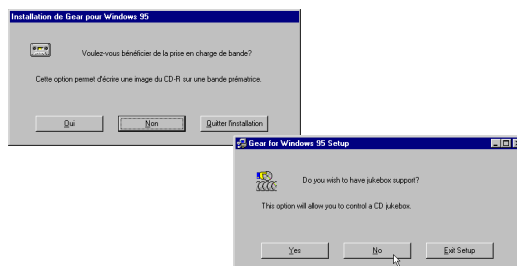 Installation de Gear pour Windows 95
Voulez-vous bénéficier de la prise en charge de bande?
Cette option permet d'écrire une image du CD-R sur une bande prématrice.
Oui
Non
Quitter l'installation
Gear for Windows 95 Setup
Do you wish to have jukebox support?
This option will allow you to control a CD jukebox.
Yes
No
Exit Setup